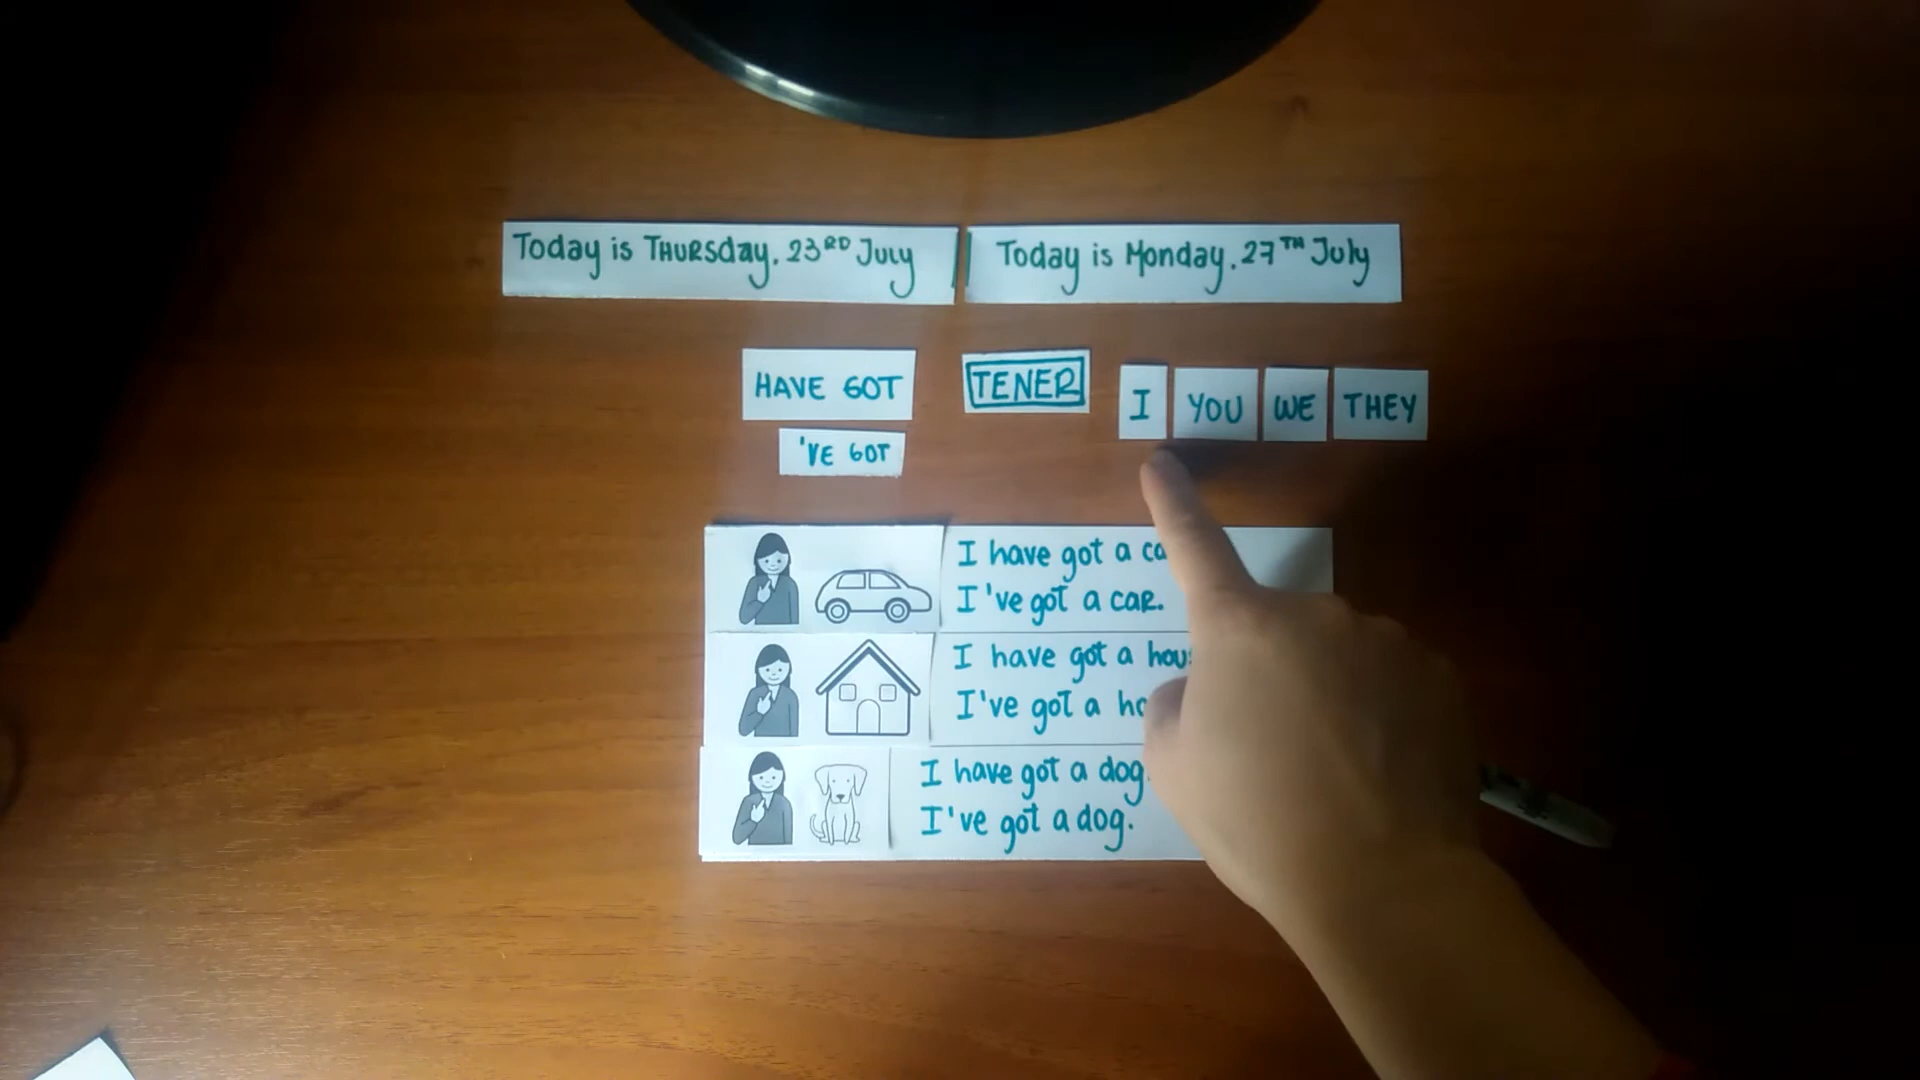 Today is THURSday. 23RD July
Today is Monday. 27TH July
HAVE GOT
'VE GOT
TENER
I YOU WE THEY
I have got a
I've got a car.
I have got a
I've got a
I have got a dog.
I've got a dog.